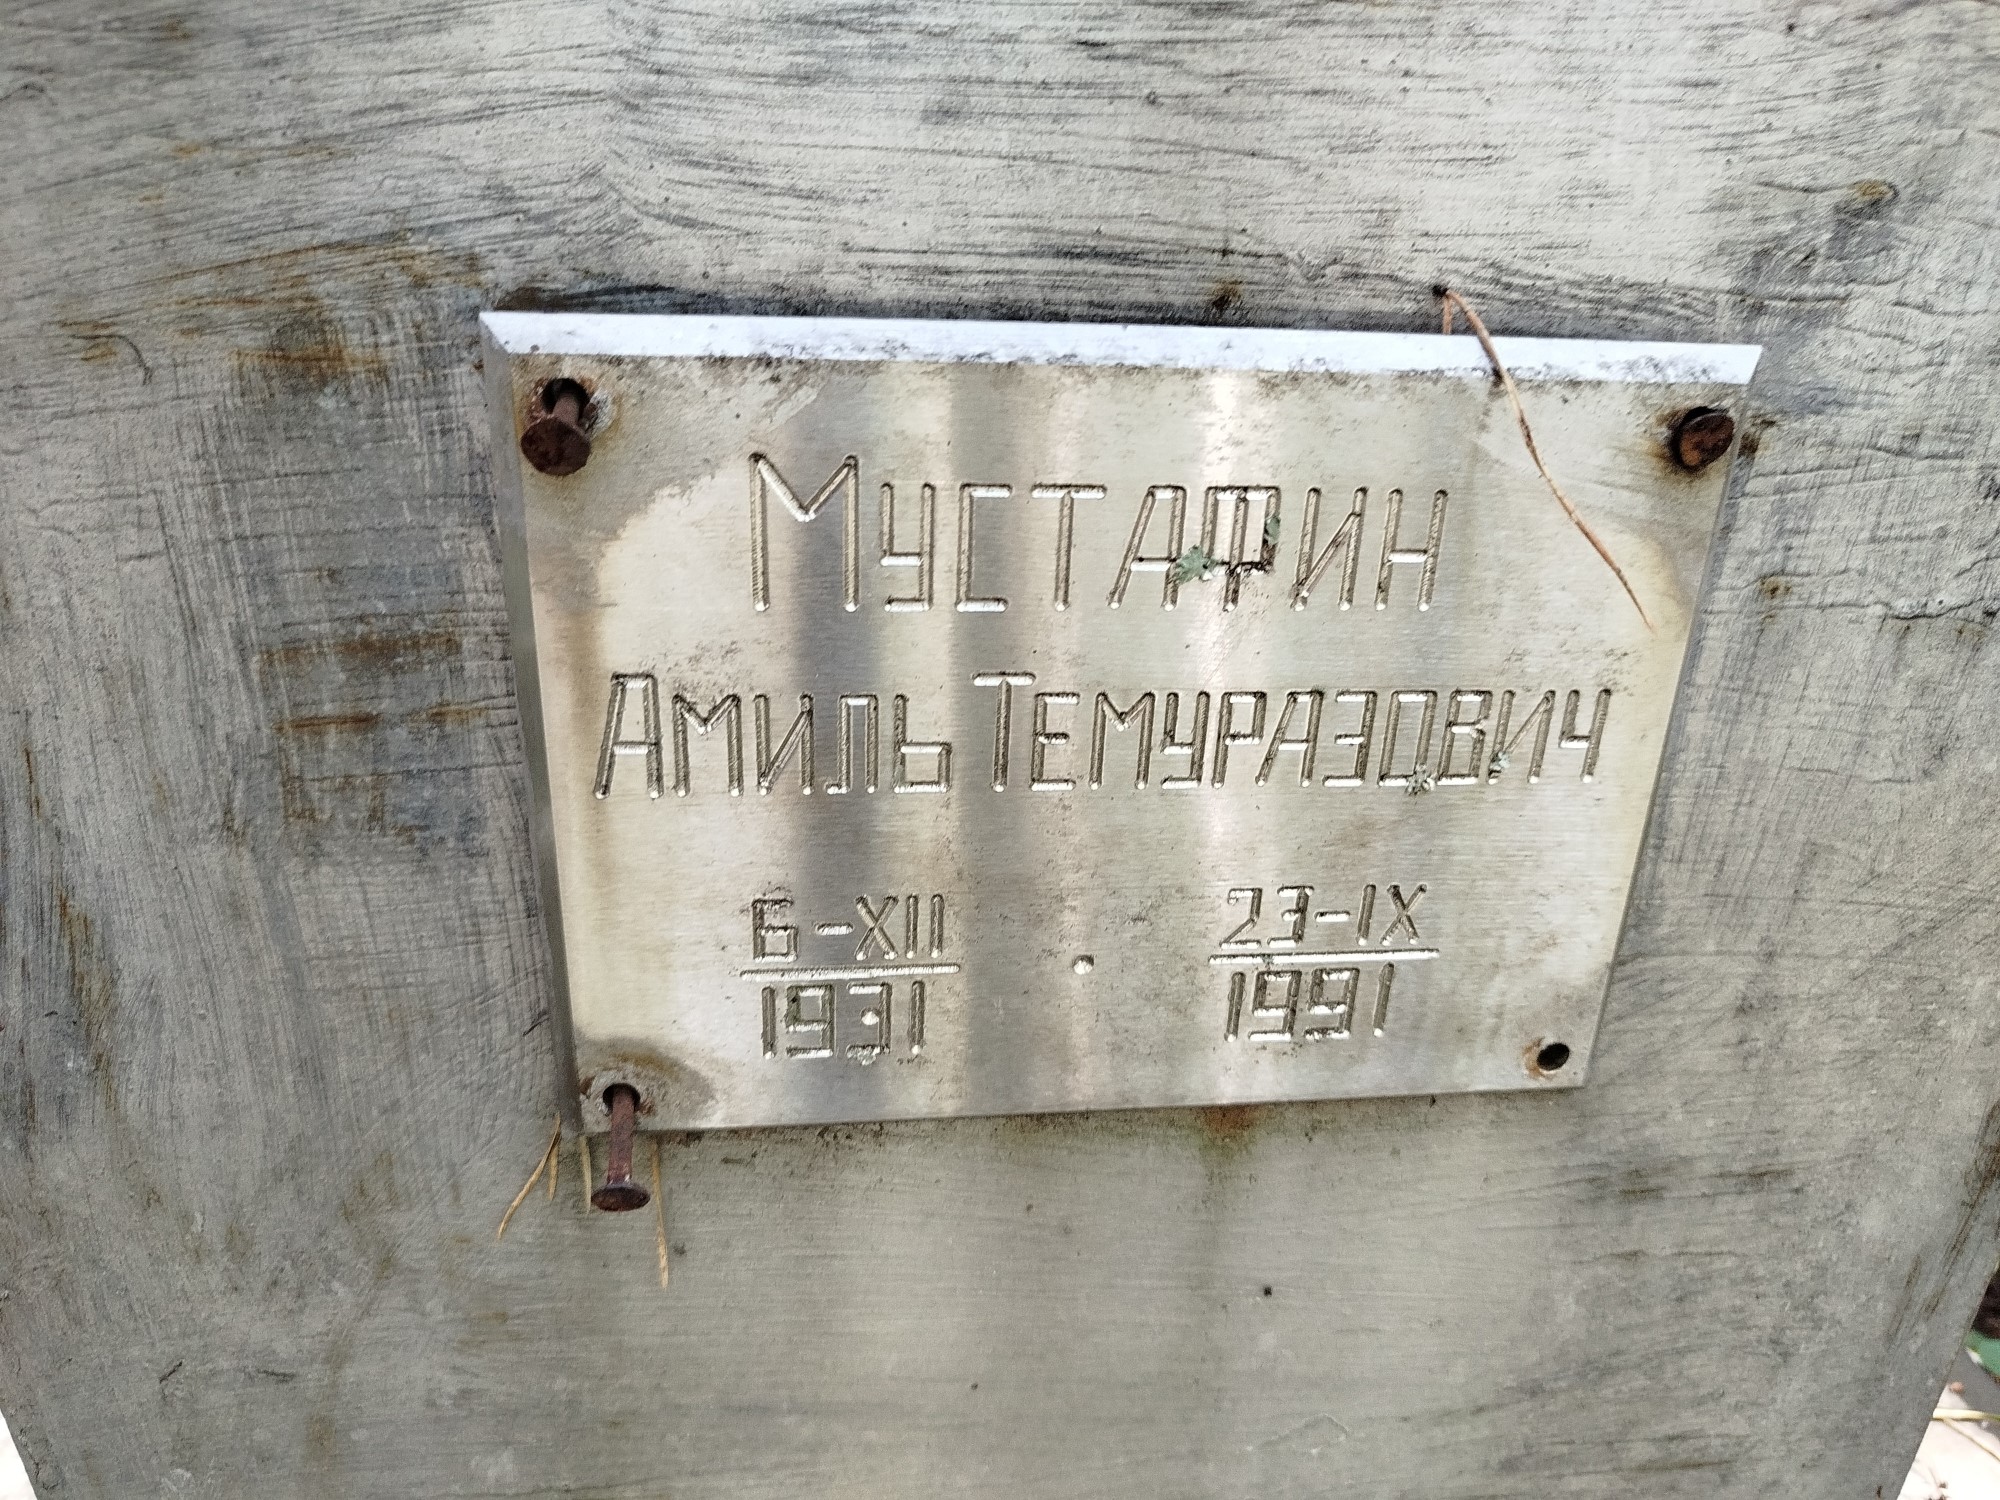 Мустафин
Амиль Темуразович
6-XII 23-IX
1931 · 1991